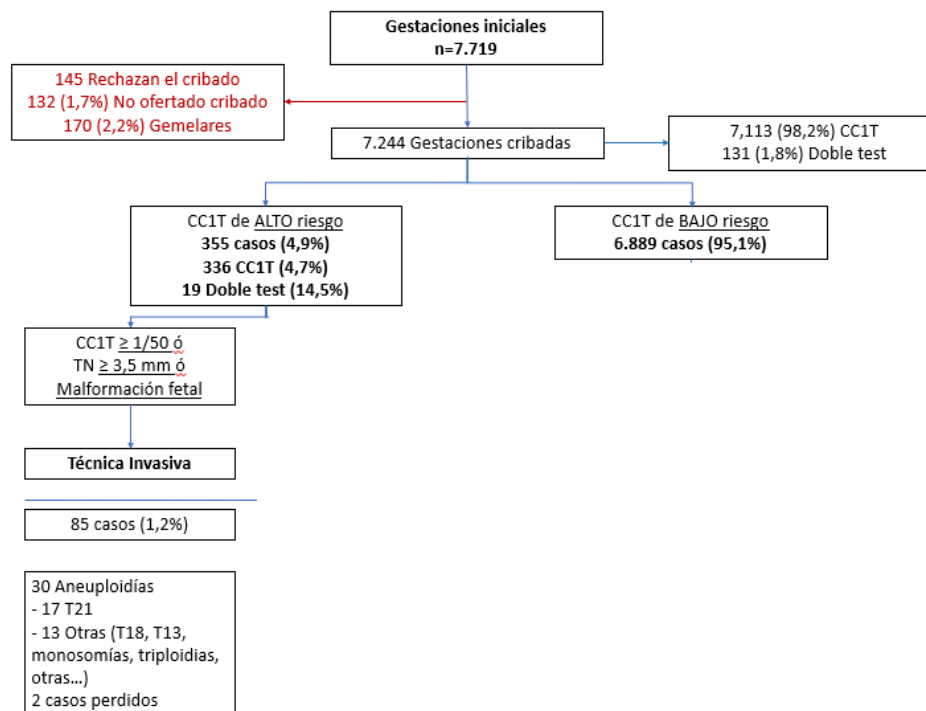 Gestaciones iniciales
n=7.719
145 Rechazan el cribado
132 (1,7%) No ofertado cribado
170 (2,2%) Gemelares
7.244 Gestaciones cribadas
7,113 (98,2%) CC1T
131 (1,8%) Doble test
CC1T de ALTO riesgo
355 casos (4,9%)
336 CC1T (4,7%)
19 Doble test (14,5%)
CC1T de BAJO riesgo
6.889 casos (95,1%)
CC1T ≥ 1/50 ó
TN ≥ 3,5 mm ó
Malformación fetal
Técnica Invasiva
85 casos (1,2%)
30 Aneuploidías
- 17 T21
- 13 Otras (T18, T13,
monosomías, triploidias,
otras...)
2 casos perdidos